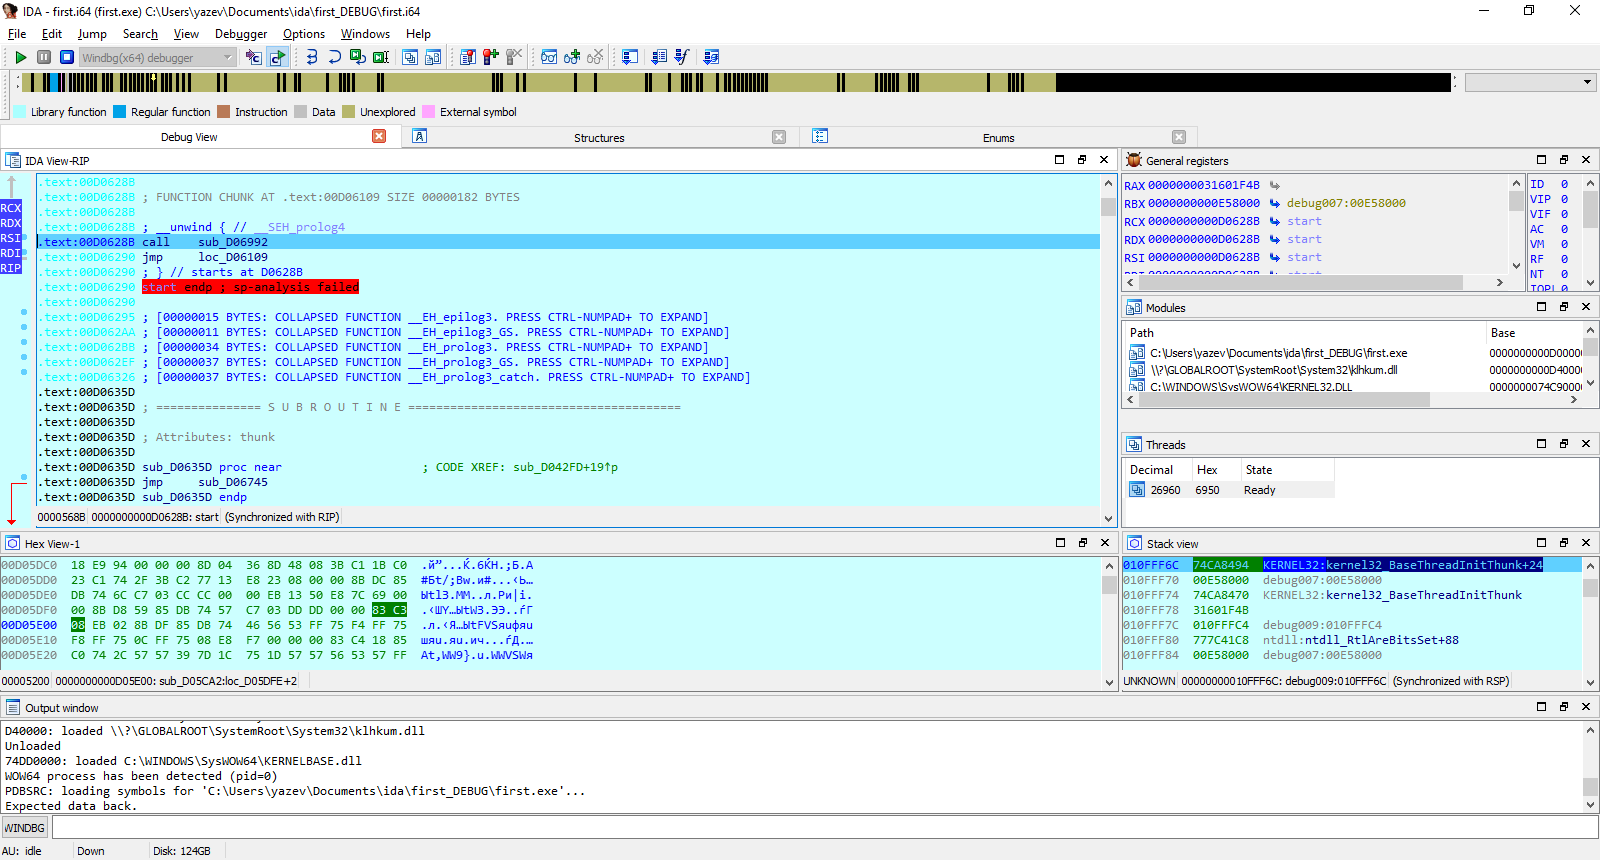 IDA - first.i64 (first.exe) C:\Users\yazev\Documents\ida\first_DEBUG\first.i64
File Edit Jump Search View Debugger Options Windows Help
Windbg(x64) debugger
Library function Regular function Instruction Data Unexplored External symbol
Debug View Structures Enums
IDA View-RIP
RCX
RDX
RSI
RDI
RIP
.text:00D0628B
.text:00D0628B ; FUNCTION CHUNK AT .text:00D06109 SIZE 00000182 BYTES
.text:00D0628B
.text:00D0628B ; __unwind { // __SEH_prolog4
.text:00D0628B call sub_D06992
.text:00D06290 jmp loc_D06109
.text:00D06290 ; } // starts at D0628B
.text:00D06290 start endp ; sp-analysis failed
.text:00D06290
.text:00D06295 ; [00000015 BYTES: COLLAPSED FUNCTION __EH_epilog3. PRESS CTRL-NUMPAD+ TO EXPAND]
.text:00D062AA ; [00000011 BYTES: COLLAPSED FUNCTION __EH_epilog3_GS. PRESS CTRL-NUMPAD+ TO EXPAND]
.text:00D062BB ; [00000034 BYTES: COLLAPSED FUNCTION __EH_prolog3. PRESS CTRL-NUMPAD+ TO EXPAND]
.text:00D062EF ; [00000037 BYTES: COLLAPSED FUNCTION __EH_prolog3_GS. PRESS CTRL-NUMPAD+ TO EXPAND]
.text:00D06326 ; [00000037 BYTES: COLLAPSED FUNCTION __EH_prolog3_catch. PRESS CTRL-NUMPAD+ TO EXPAND]
.text:00D0635D
.text:00D0635D ; =============== S U B R O U T I N E =======================================
.text:00D0635D
.text:00D0635D ; Attributes: thunk
.text:00D0635D
.text:00D0635D sub_D0635D proc near ; CODE XREF: sub_D042FD+19↑p
.text:00D0635D jmp sub_D06745
.text:00D0635D sub_D0635D endp
0000568B 0000000000D0628B: start (Synchronized with RIP)
General registers
RAX 0000000031601F4B
RBX 0000000000E58000 debug007:00E58000
RCX 0000000000D0628B start
RDX 0000000000D0628B start
RSI 0000000000D0628B start
ID 0
VIP 0
VIF 0
AC 0
VM 0
RF 0
NT 0
Modules
Path Base
C:\Users\yazev\Documents\ida\first_DEBUG\first.exe 0000000000D0000
\\?\GLOBALROOT\SystemRoot\System32\klhkum.dll 0000000000D4000
C:\WINDOWS\SysWOW64\KERNEL32.DLL 0000000074C9000
Threads
Decimal Hex State
26960 6950 Ready
Hex View-1
00D05DC0 18 E9 94 00 00 00 8D 04 36 8D 48 08 3B C1 1B C0 .й”...Ќ.6ЌH.;Б.А
00D05DD0 23 C1 74 2F 3B C2 77 13 E8 23 08 00 00 8B DC 85 #Бt/;Вw.и#...‹Ь…
00D05DE0 DB 74 6C C7 03 CC CC 00 00 EB 13 50 E8 7C 69 00 ЫtlЗ.ММ..л.Pи|i.
00D05DF0 00 8B D8 59 85 DB 74 57 C7 03 DD DD 00 00 83 C3 .‹ШY…ЫtWЗ.ЭЭ..ѓГ
00D05E00 08 EB 02 8B DF 85 DB 74 46 56 53 FF 75 F4 FF 75 .л.‹Я…ЫtFVSяuфяu
00D05E10 F8 FF 75 0C FF 75 08 E8 F7 00 00 00 83 C4 18 85 шяu.яu.ич...ѓД.…
00D05E20 C0 74 2C 57 57 39 7D 1C 75 1D 57 57 56 53 57 FF Аt,WW9}.u.WWVSWя
00005200 0000000000D05E00: sub_D05CA2:loc_D05DFE+2
Stack view
010FFF6C 74CA8494 KERNEL32:kernel32_BaseThreadInitThunk+24
010FFF70 00E58000 debug007:00E58000
010FFF74 74CA8470 KERNEL32:kernel32_BaseThreadInitThunk
010FFF78 31601F4B
010FFF7C 010FFFC4 debug009:010FFFC4
010FFF80 777C41C8 ntdll:ntdll_RtlAreBitsSet+88
010FFF84 00E58000 debug007:00E58000
UNKNOWN 00000000010FFF6C: debug009:010FFF6C (Synchronized with RSP)
Output window
D40000: loaded \\?\GLOBALROOT\SystemRoot\System32\klhkum.dll
Unloaded
74DD0000: loaded C:\WINDOWS\SysWOW64\KERNELBASE.dll
WOW64 process has been detected (pid=0)
PDBSRC: loading symbols for 'C:\Users\yazev\Documents\ida\first_DEBUG\first.exe'...
Expected data back.
WINDBG
AU: idle Down Disk: 124GB